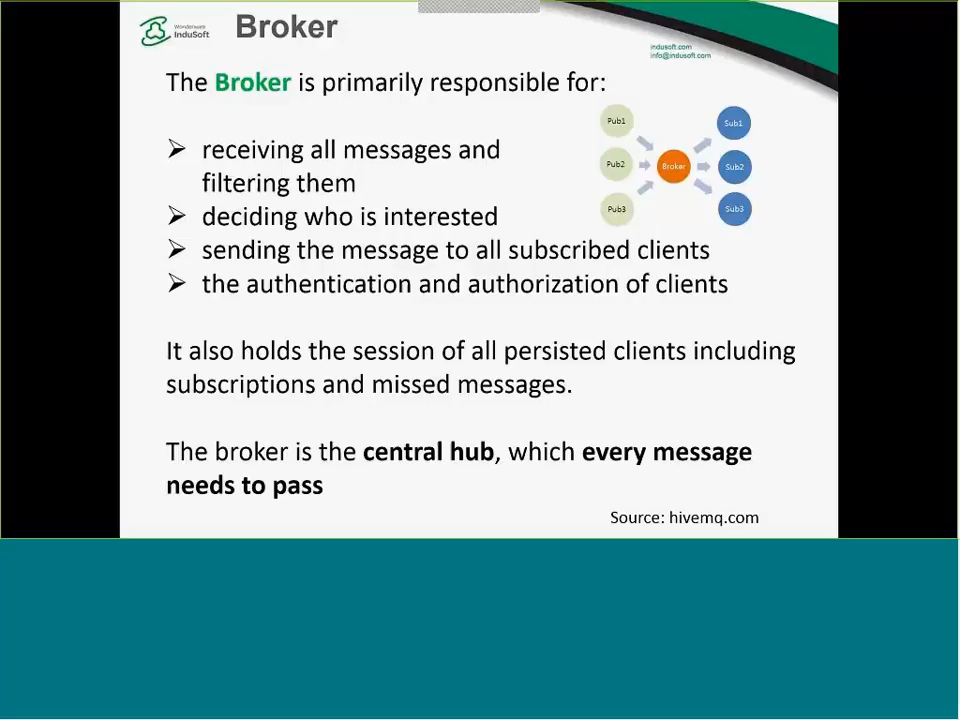 Wonderware
InduSoft
Broker
indusoft.com
info@indusoft.com
The Broker is primarily responsible for:
➢ receiving all messages and
filtering them
➢ deciding who is interested
➢ sending the message to all subscribed clients
➢ the authentication and authorization of clients
Pub1
Pub2
Pub3
Broker
Sub1
Sub2
Sub3
It also holds the session of all persisted clients including
subscriptions and missed messages.
The broker is the central hub, which every message
needs to pass
Source: hivemq.com